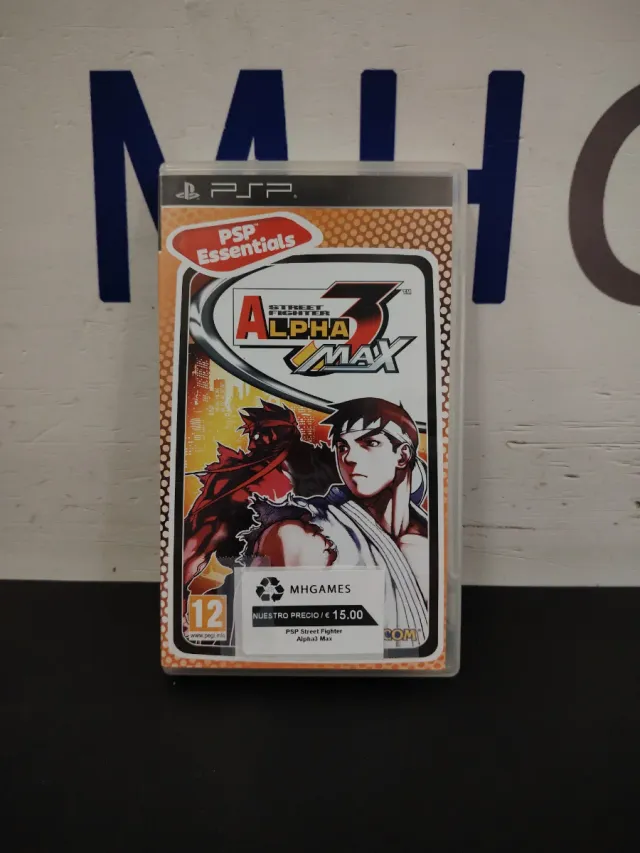 MHG
PSP
PSP
Essentials
STREET
FIGHTER
ALPHA 3
MAX
12
www.pegi.info
MHGAMES
NUESTRO PRECIO / € 15.00
PSP Street Fighter
Alpha3 Max
COM